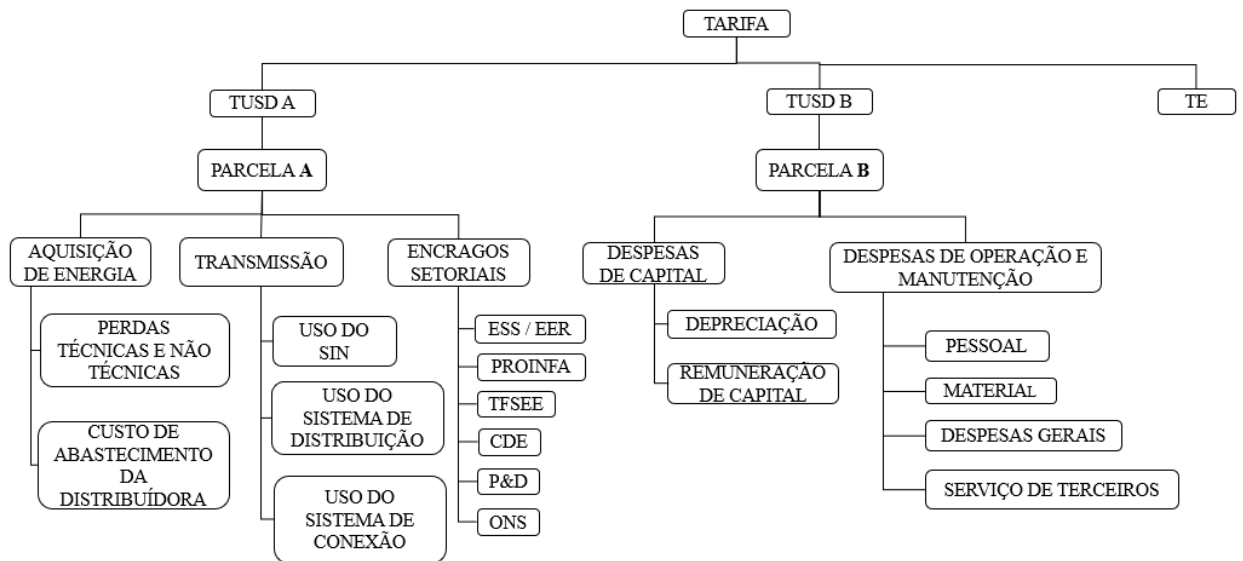 TARIFA
TUSD A
TUSD B
TE
PARCELA A
PARCELA B
AQUISIÇÃO
DE ENERGIA
TRANSMISSÃO
ENCRAGOS
SETORIAIS
DESPESAS
DE CAPITAL
DESPESAS DE OPERAÇÃO E
MANUTENÇÃO
PERDAS
TÉCNICAS E NÃO
TÉCNICAS
CUSTO DE
ABASTECIMENTO
DA
DISTRIBUÍDORA
USO DO
SIN
USO DO
SISTEMA DE
DISTRIBUIÇÃO
USO DO
SISTEMA DE
CONEXÃO
ESS / EER
PROINFA
TFSEE
CDE
P&D
ONS
DEPRECIAÇÃO
REMUNERAÇÃO
DE CAPITAL
PESSOAL
MATERIAL
DESPESAS GERAIS
SERVIÇO DE TERCEIROS